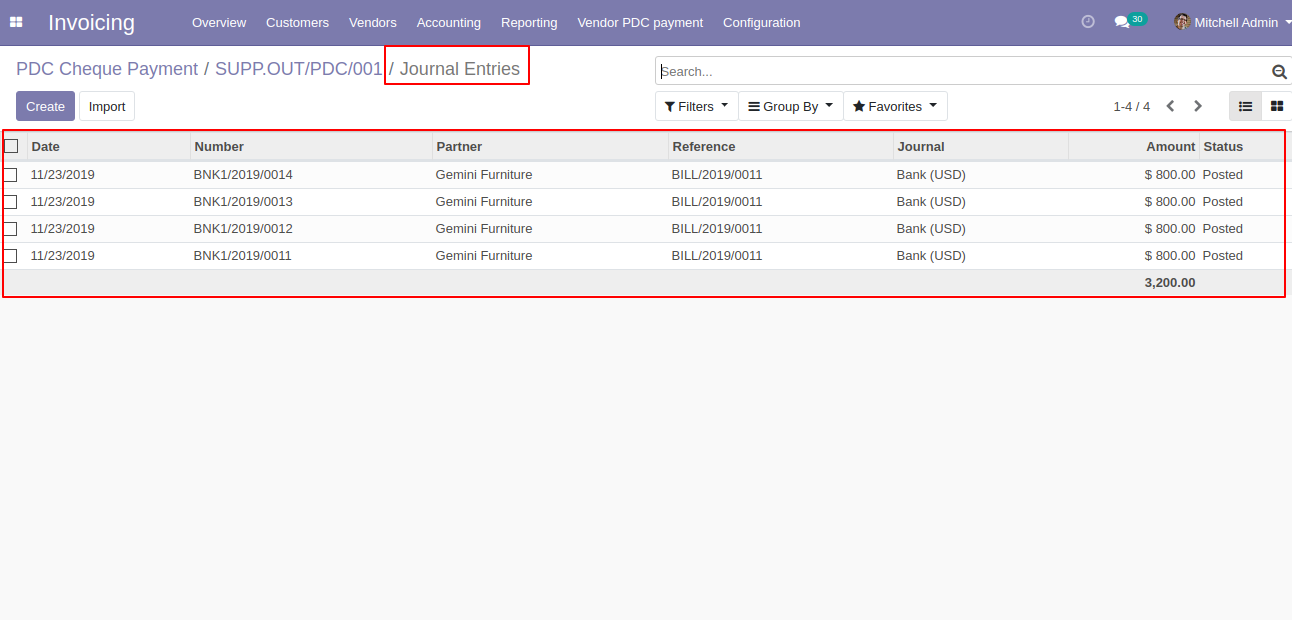 Invoicing Overview Customers Vendors Accounting Reporting Vendor PDC payment Configuration 30 Mitchell Admin
PDC Cheque Payment / SUPP.OUT/PDC/001 / Journal Entries
Search...
Create Import Filters Group By Favorites 1-4 / 4
Date Number Partner Reference Journal Amount Status
11/23/2019 BNK1/2019/0014 Gemini Furniture BILL/2019/0011 Bank (USD) $ 800.00 Posted
11/23/2019 BNK1/2019/0013 Gemini Furniture BILL/2019/0011 Bank (USD) $ 800.00 Posted
11/23/2019 BNK1/2019/0012 Gemini Furniture BILL/2019/0011 Bank (USD) $ 800.00 Posted
11/23/2019 BNK1/2019/0011 Gemini Furniture BILL/2019/0011 Bank (USD) $ 800.00 Posted
3,200.00